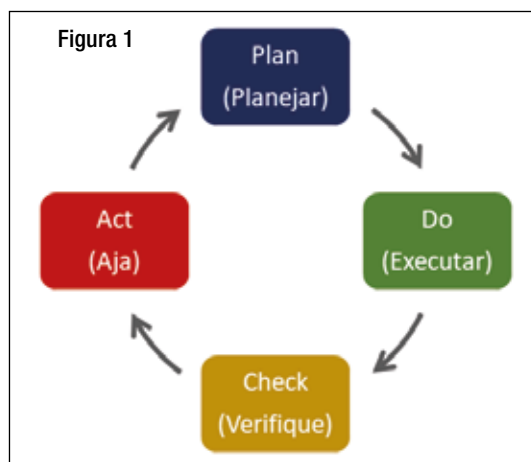 Figura 1
Plan
(Planejar)
Do
(Executar)
Check
(Verifique)
Act
(Aja)